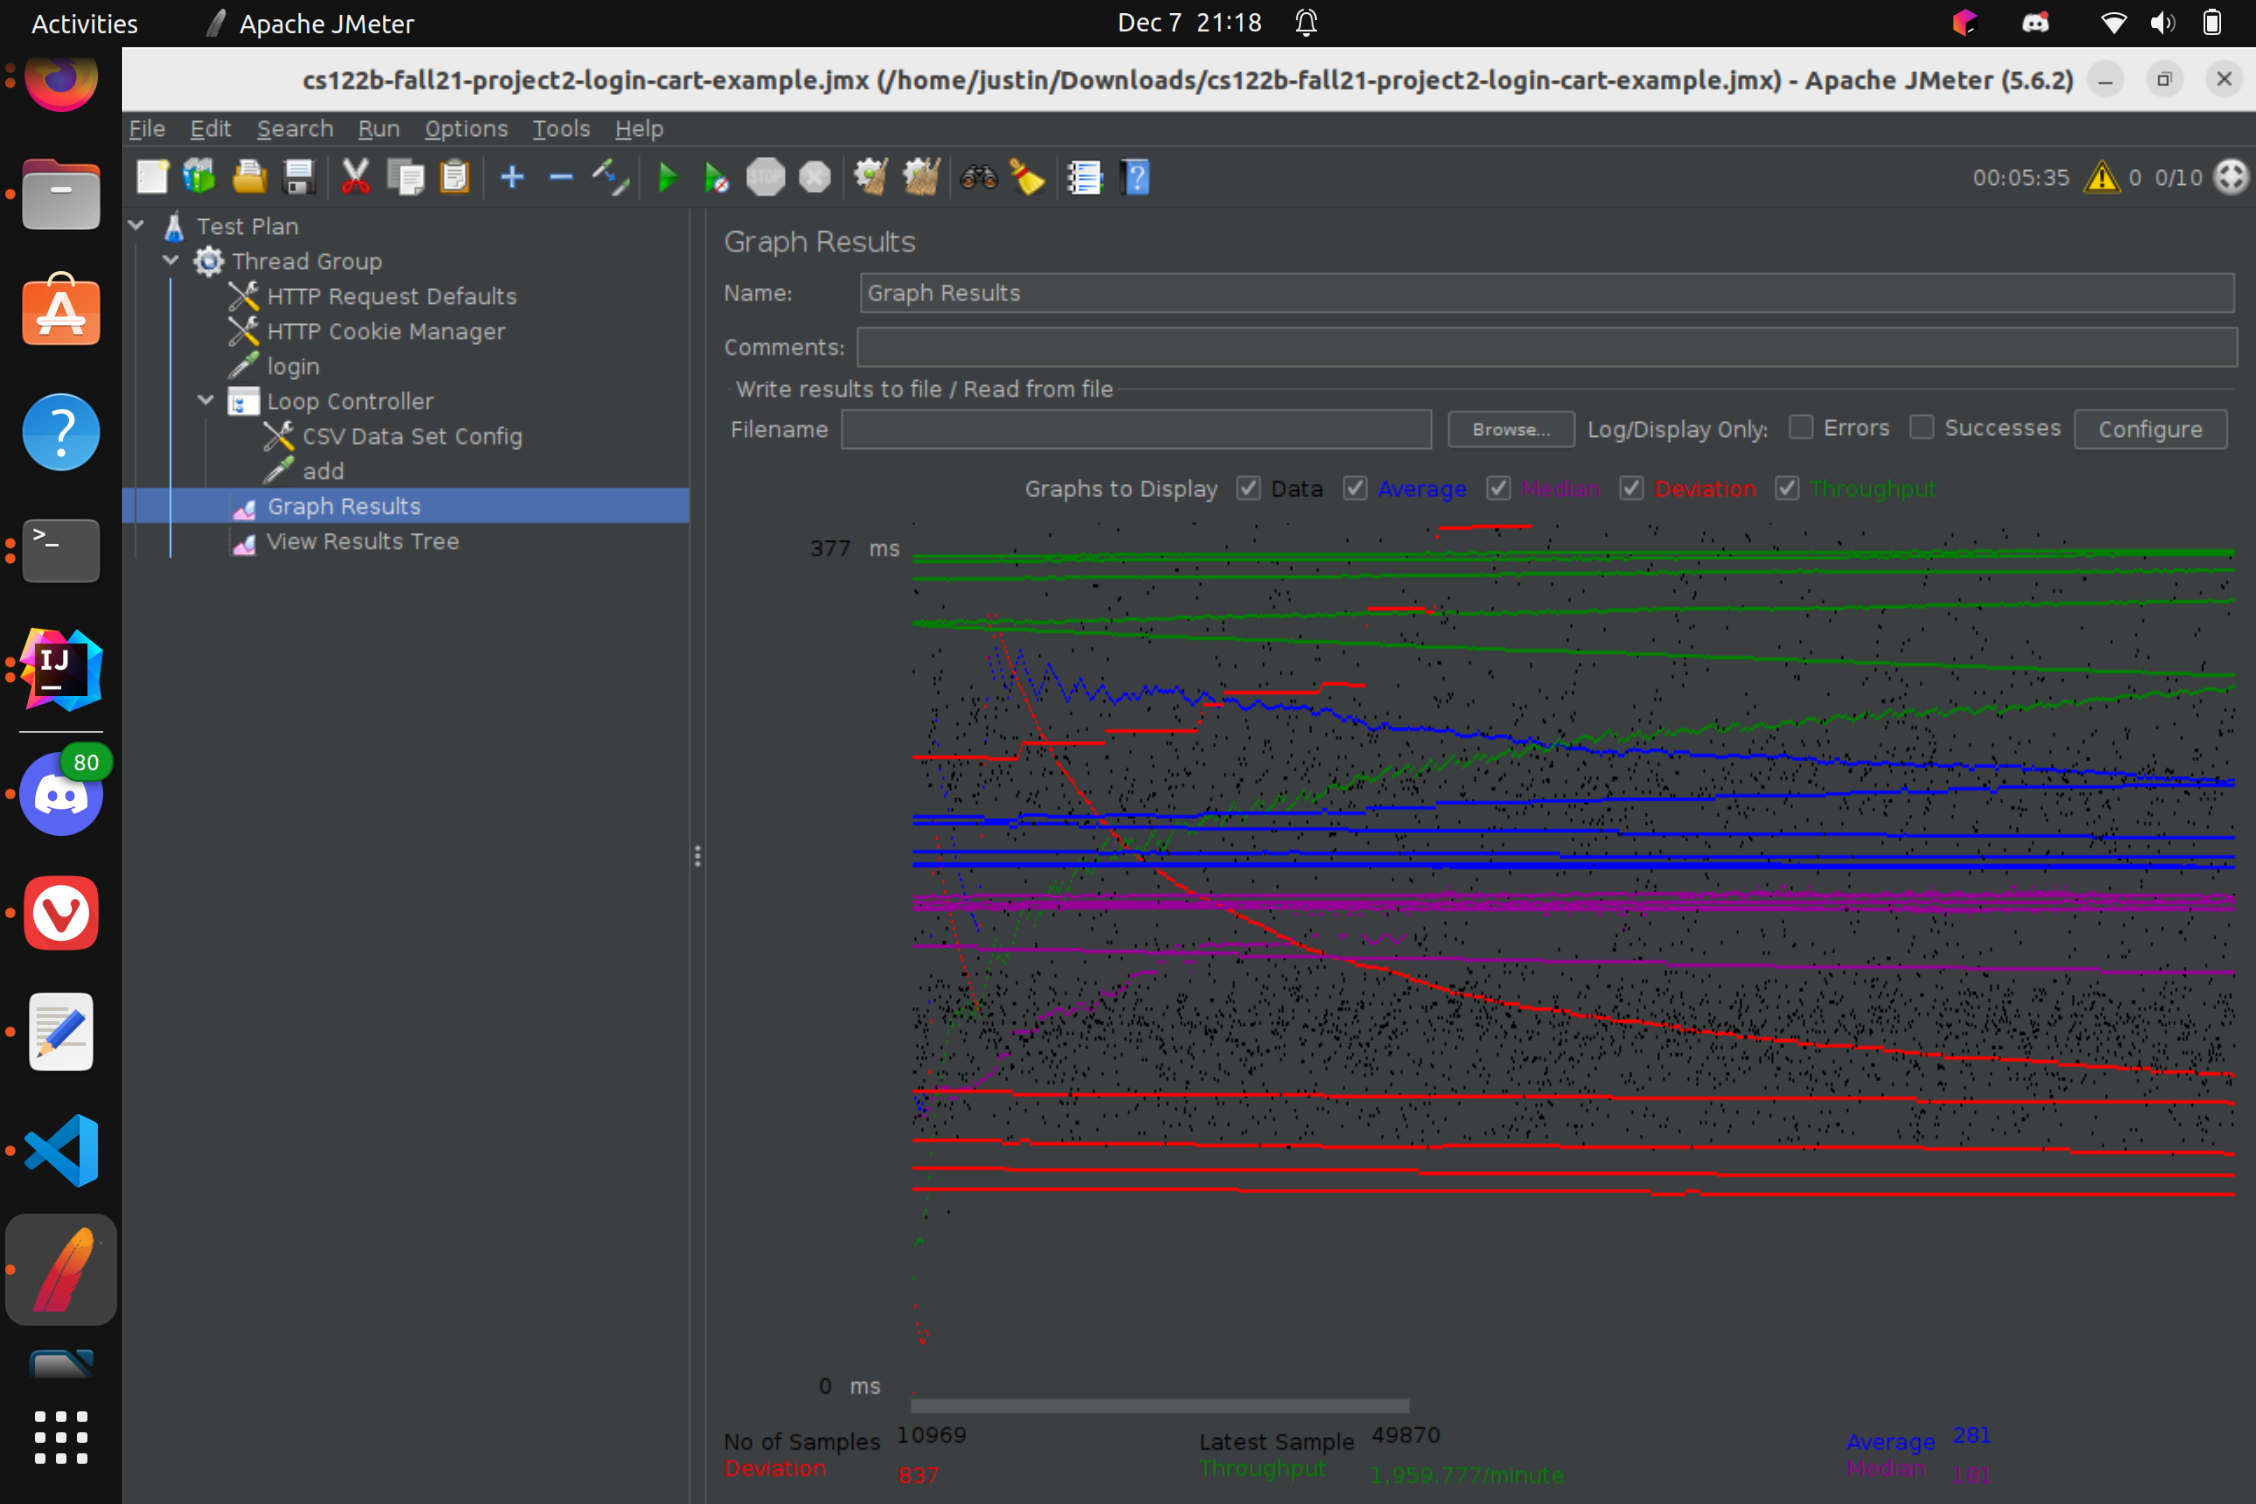 Activities Apache JMeter Dec 7 21:18
cs122b-fall21-project2-login-cart-example.jmx (/home/justin/Downloads/cs122b-fall21-project2-login-cart-example.jmx) - Apache JMeter (5.6.2)
File Edit Search Run Options Tools Help
STOP 00:05:35 0 0/10
Test Plan
Thread Group
HTTP Request Defaults
HTTP Cookie Manager
login
Loop Controller
CSV Data Set Config
add
Graph Results
View Results Tree
Graph Results
Name: Graph Results
Comments:
Write results to file / Read from file
Filename Browse... Log/Display Only: Errors Successes Configure
Graphs to Display Data Average Median Deviation Throughput
377 ms
0 ms
No of Samples 10969 Latest Sample 49870 Average 281
Deviation 837 Throughput 1,959.777/minute Median 181
>_
IJ
80